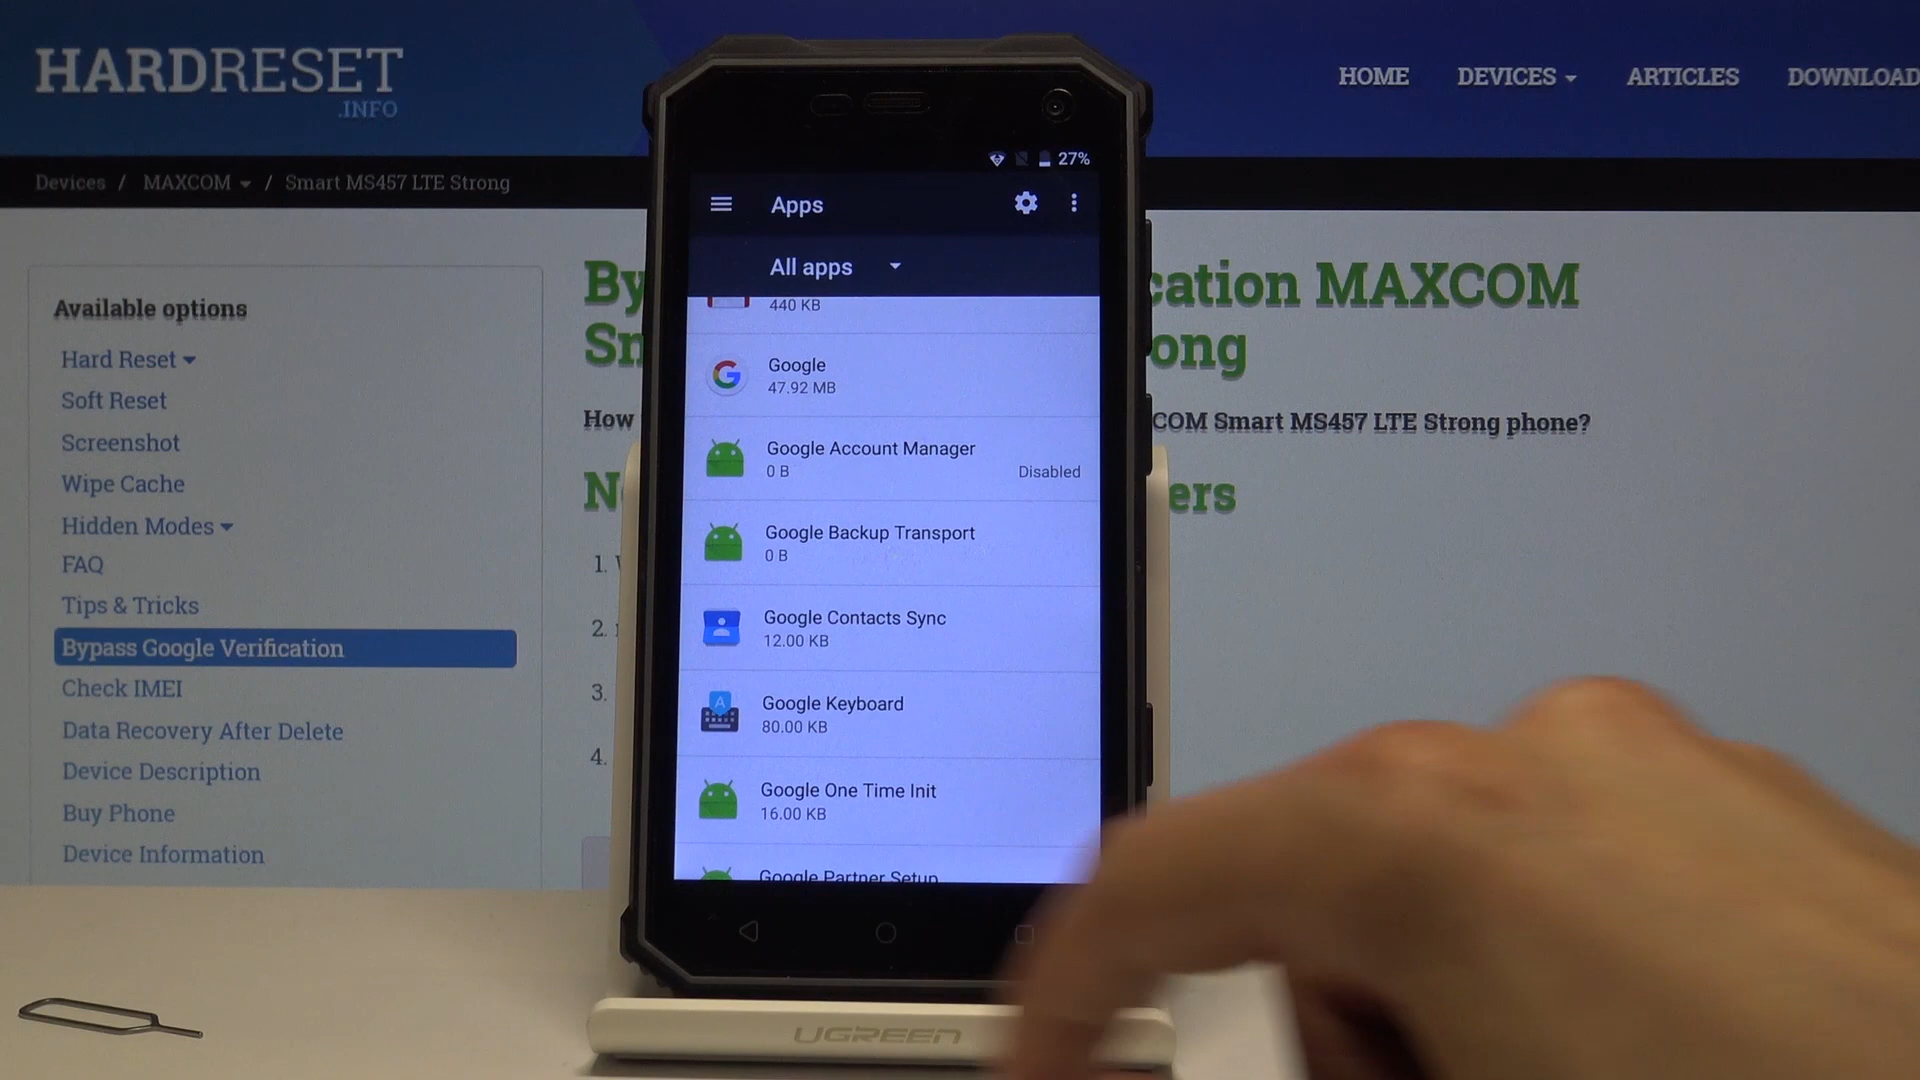 HARDRESET
.INFO
HOME DEVICES ARTICLES DOWNLOAD
Devices / MAXCOM / Smart MS457 LTE Strong
Available options
Hard Reset
Soft Reset
Screenshot
Wipe Cache
Hidden Modes
FAQ
Tips & Tricks
Bypass Google Verification
Check IMEI
Data Recovery After Delete
Device Description
Buy Phone
Device Information
27%
Apps
All apps
440 KB
Google
47.92 MB
Google Account Manager
0 B
Disabled
Google Backup Transport
0 B
Google Contacts Sync
12.00 KB
Google Keyboard
80.00 KB
Google One Time Init
16.00 KB
Google Partner Setup
By cation MAXCOM
Sm ong
How COM Smart MS457 LTE Strong phone?
N ers
1.
2.
3.
4.
UGREEN